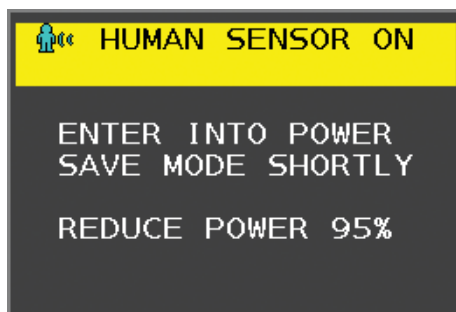 HUMAN SENSOR ON
ENTER INTO POWER
SAVE MODE SHORTLY
REDUCE POWER 95%